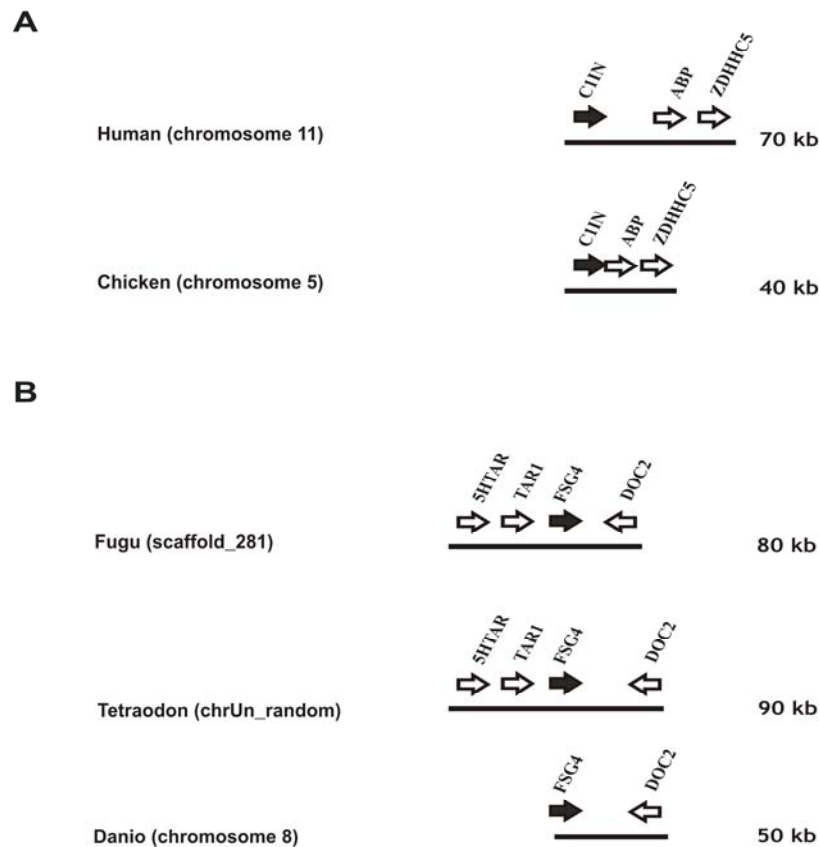 A
C1IN ABP ZDHHC5
Human (chromosome 11) 70 kb
C1IN ABP ZDHHC5
Chicken (chromosome 5) 40 kb
B
5HTAR TAR1 FSG4 DOC2
Fugu (scaffold_281) 80 kb
5HTAR TAR1 FSG4 DOC2
Tetraodon (chrUn_random) 90 kb
FSG4 DOC2
Danio (chromosome 8) 50 kb